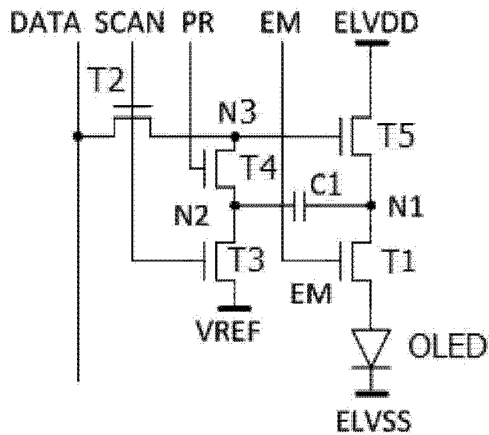 DATA SCAN PR EM ELVDD
T2
N3
T5
T4
C1
N2
N1
T3
T1
EM
VREF
OLED
ELVSS